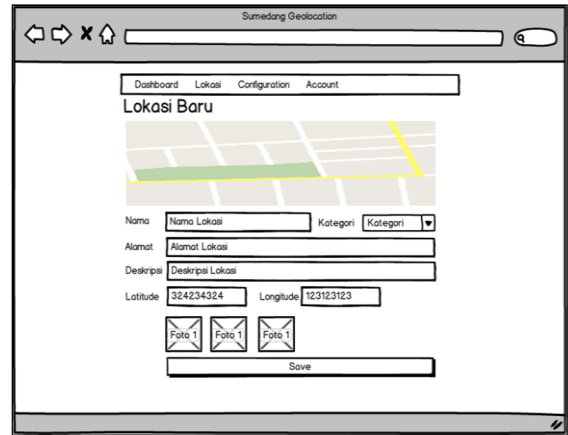 Sumedang Geolocation
Dashboard Lokasi Configuration Account
Lokasi Baru
Nama Nama Lokasi Kategori Kategori
Alamat Alamat Lokasi
Deskripsi Deskripsi Lokasi
Latitude 324234324 Longitude 123123123
Foto 1 Foto 1 Foto 1
Save